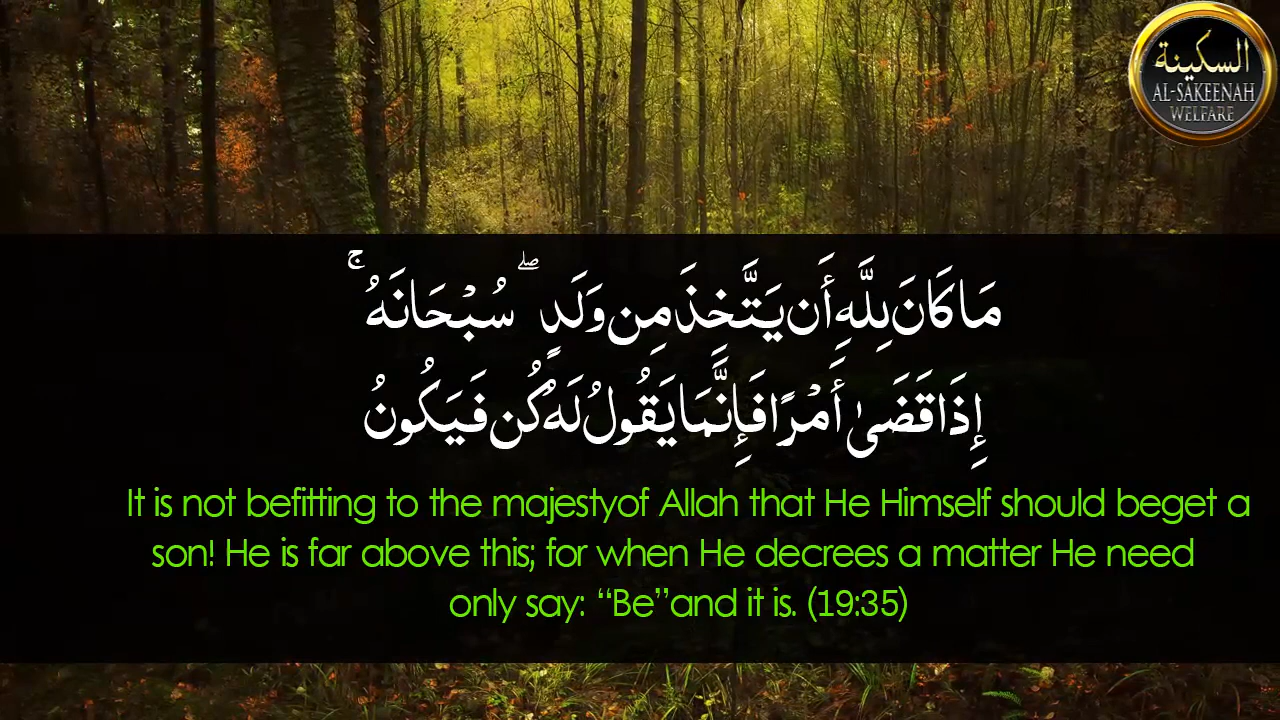 السكينة
AL-SAKEENAH
WELFARE
مَا كَانَ لِلَّهِ أَن يَتَّخِذَ مِن وَلَدٍ ۖ سُبْحَانَهُ ۚ
إِذَا قَضَىٰ أَمْرًا فَإِنَّمَا يَقُولُ لَهُ كُن فَيَكُونُ
It is not befitting to the majestyof Allah that He Himself should beget a
son! He is far above this; for when He decrees a matter He need
only say: “Be”and it is. (19:35)